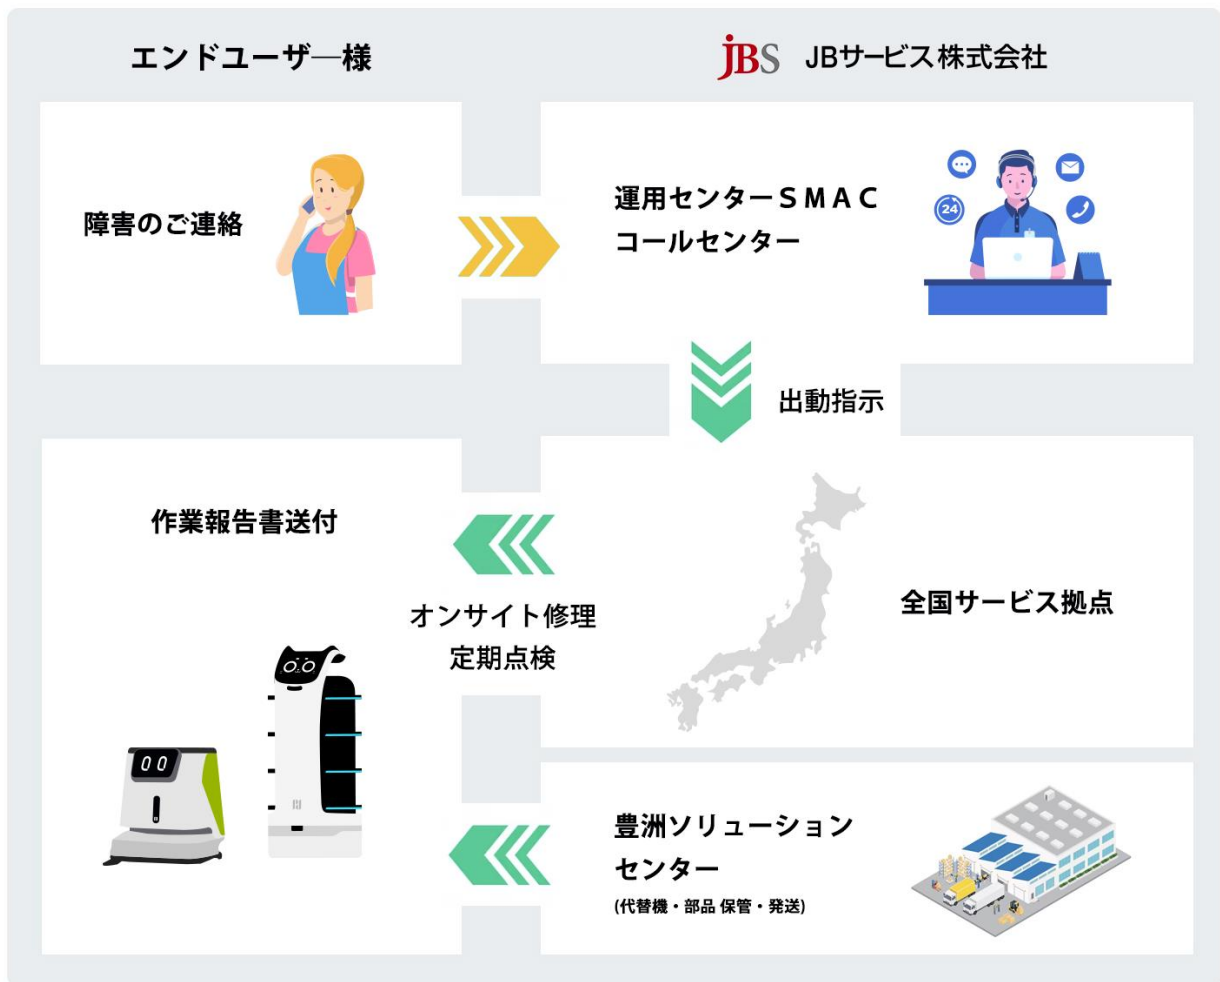 エンドユーザー様
JBS JBサービス株式会社
障害のご連絡
運用センターSMAC
コールセンター
24
出動指示
作業報告書送付
オンサイト修理
定期点検
全国サービス拠点
00
豊洲ソリューション
センター
(代替機・部品 保管・発送)